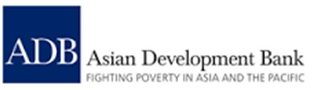 ADB Asian Development Bank
FIGHTING POVERTY IN ASIA AND THE PACIFIC